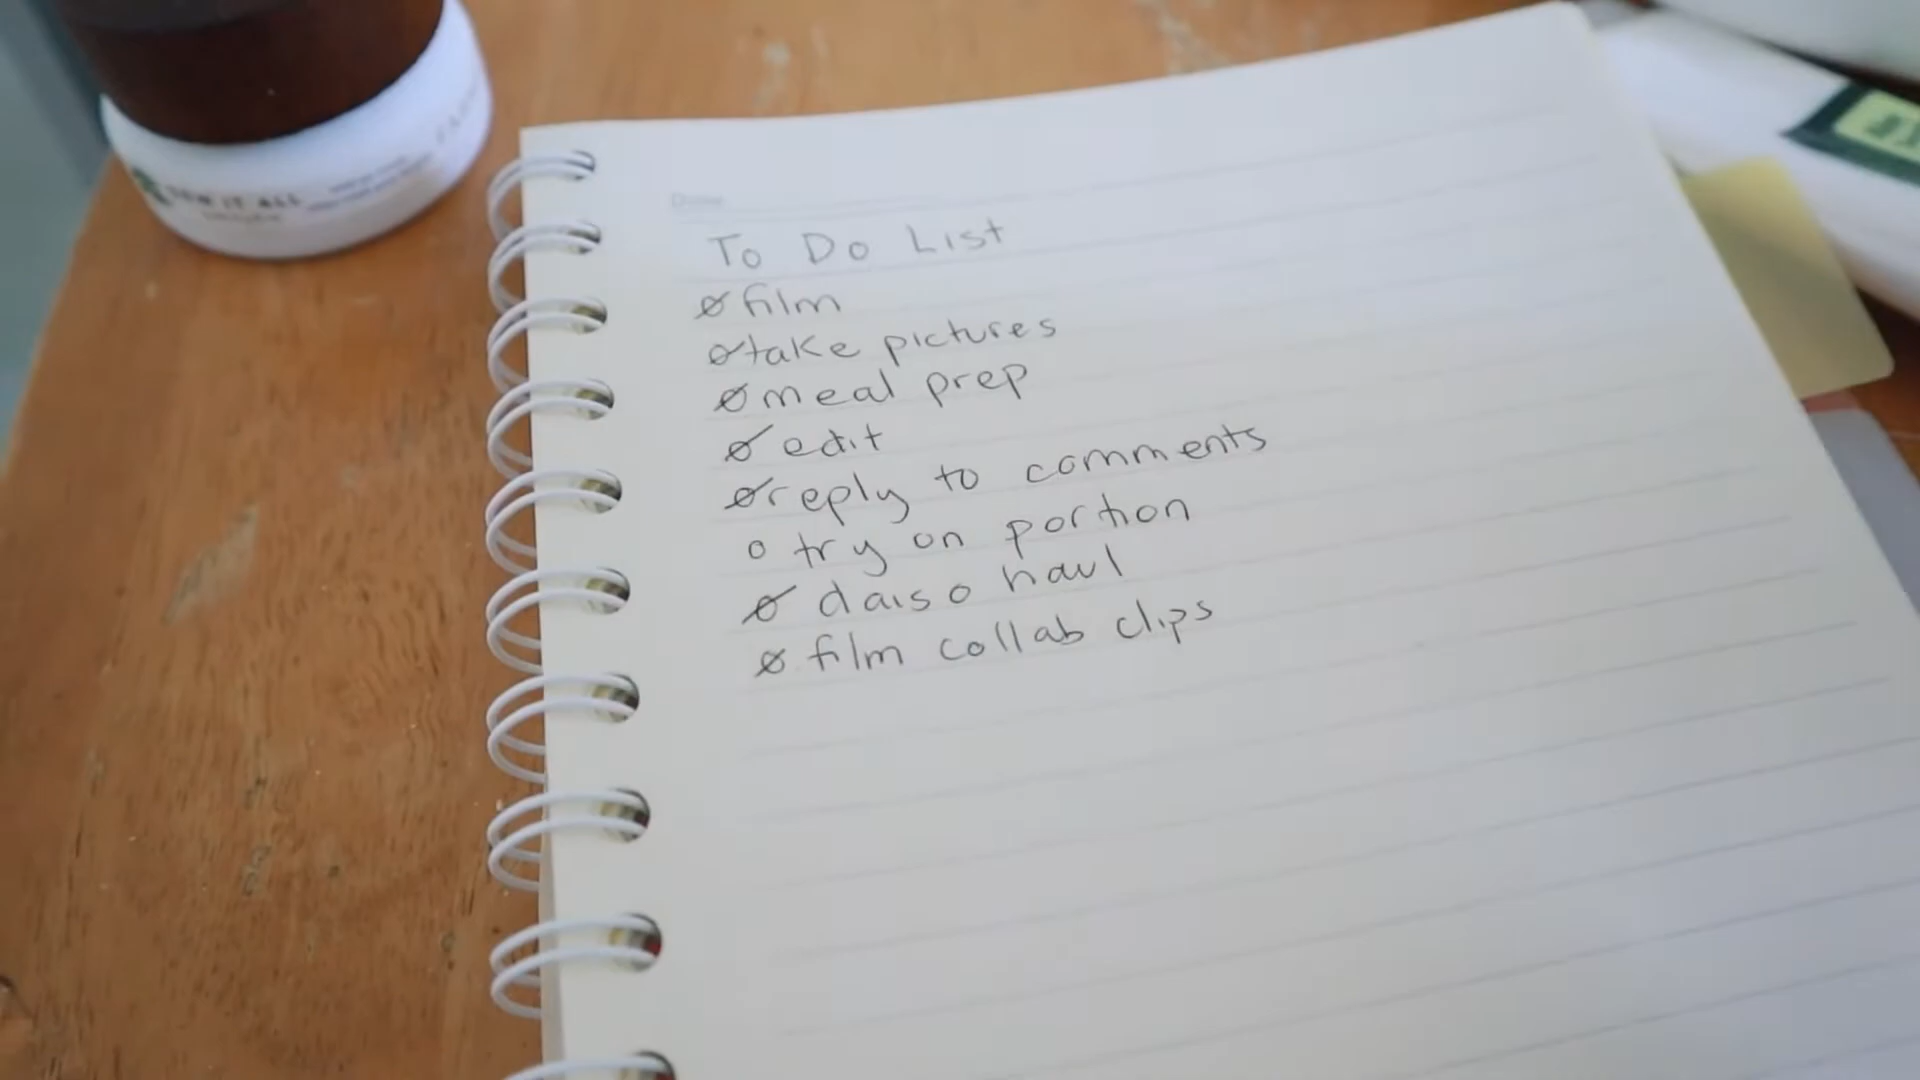 To Do List
film
take pictures
meal prep
edit
reply to comments
o try on portion
daiso haul
film collab clips